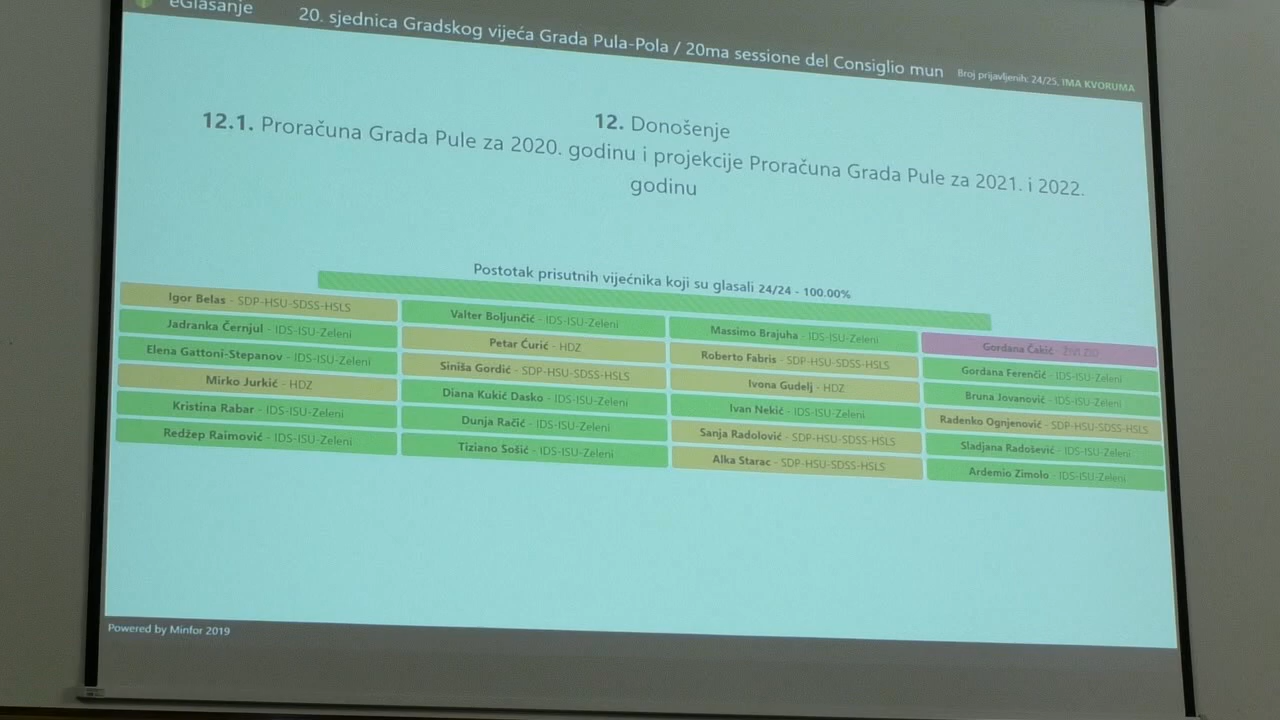 eGlasanje
20. sjednica Gradskog vijeća Grada Pula-Pola / 20ma sessione del Consiglio mun
Broj prijavljenih: 24/25, IMA KVORUMA
12. Donošenje
12.1. Proračuna Grada Pule za 2020. godinu i projekcije Proračuna Grada Pule za 2021. i 2022.
godinu
Postotak prisutnih vijećnika koji su glasali 24/24 - 100.00%
Igor Belas - SDP-HSU-SDSS-HSLS
Valter Boljunčić - IDS-ISU-Zeleni
Massimo Brajuha - IDS-ISU-Zeleni
Gordana Čakić - ŽIVI ZID
Jadranka Černjul - IDS-ISU-Zeleni
Petar Ćurić - HDZ
Roberto Fabris - SDP-HSU-SDSS-HSLS
Gordana Ferenčić - IDS-ISU-Zeleni
Elena Gattoni-Stepanov - IDS-ISU-Zeleni
Siniša Gordić - SDP-HSU-SDSS-HSLS
Ivona Gudelj - HDZ
Bruna Jovanović - IDS-ISU-Zeleni
Mirko Jurkić - HDZ
Diana Kukić Dasko - IDS-ISU-Zeleni
Ivan Nekić - IDS-ISU-Zeleni
Radenko Ognjenović - SDP-HSU-SDSS-HSLS
Kristina Rabar - IDS-ISU-Zeleni
Dunja Račić - IDS-ISU-Zeleni
Sanja Radolović - SDP-HSU-SDSS-HSLS
Sladjana Radošević - IDS-ISU-Zeleni
Redžep Raimović - IDS-ISU-Zeleni
Tiziano Sošić - IDS-ISU-Zeleni
Alka Starac - SDP-HSU-SDSS-HSLS
Ardemio Zimolo - IDS-ISU-Zeleni
Powered by Minfor 2019